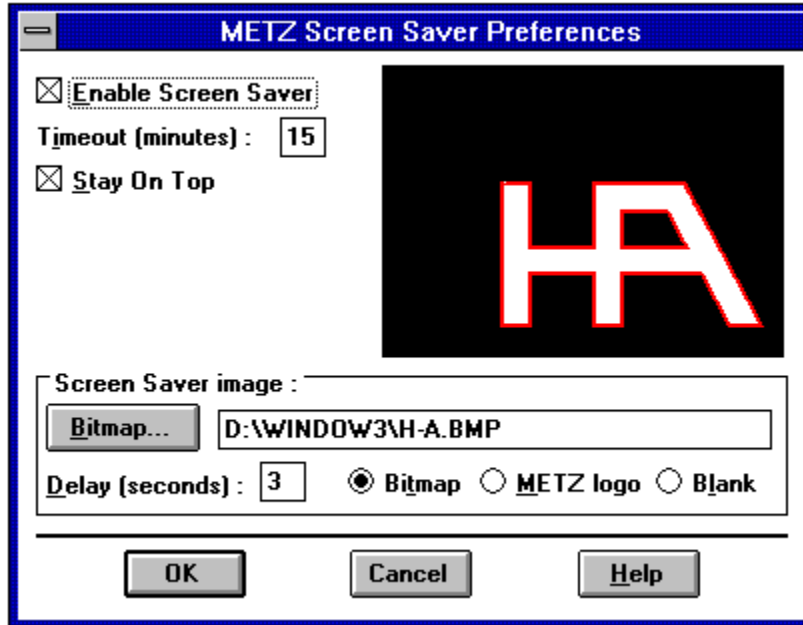 METZ Screen Saver Preferences
Enable Screen Saver
Timeout (minutes) : 15
Stay On Top
HA
Screen Saver image :
Bitmap... D:\WINDOW3\H-A.BMP
Delay (seconds) : 3 Bitmap METZ logo Blank
OK Cancel Help